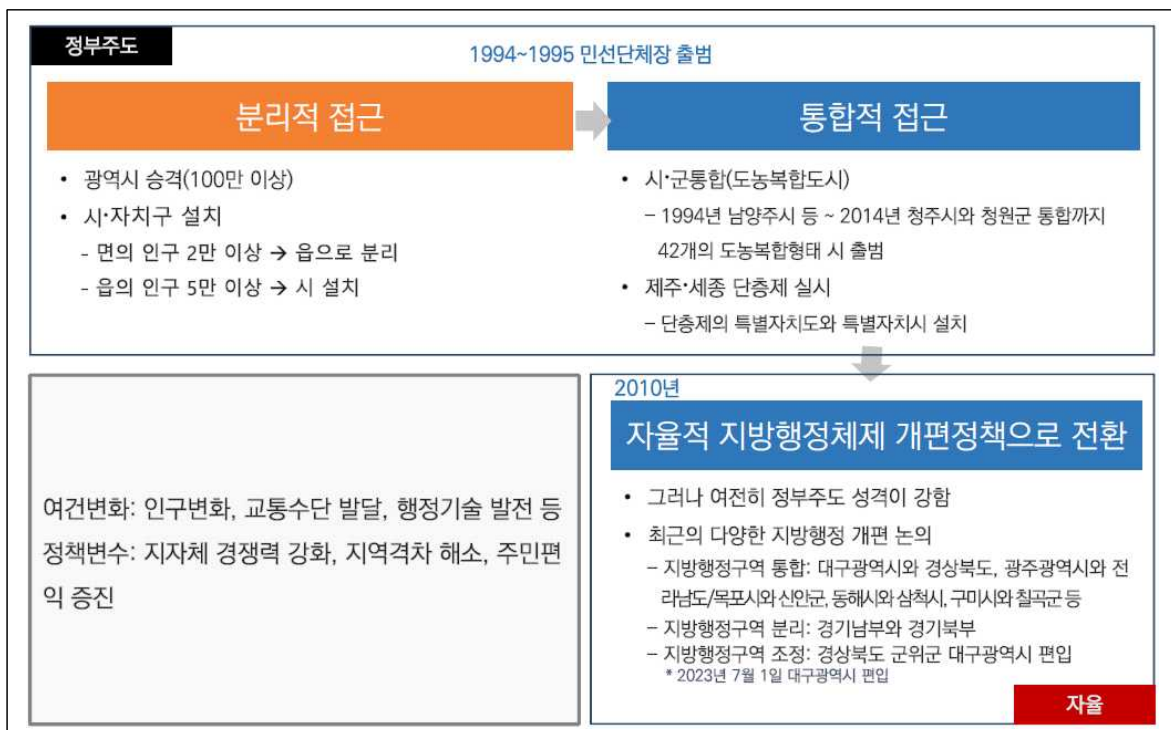 정부주도
1994~1995 민선단체장 출범
분리적 접근
• 광역시 승격(100만 이상)
• 시·자치구 설치
- 면의 인구 2만 이상 → 읍으로 분리
- 읍의 인구 5만 이상 → 시 설치
통합적 접근
• 시·군통합(도농복합도시)
– 1994년 남양주시 등 ~ 2014년 청주시와 청원군 통합까지
42개의 도농복합형태 시 출범
• 제주·세종 단층제 실시
– 단층제의 특별자치도와 특별자치시 설치
여건변화: 인구변화, 교통수단 발달, 행정기술 발전 등
정책변수: 지자체 경쟁력 강화, 지역격차 해소, 주민편
익 증진
2010년
자율적 지방행정체제 개편정책으로 전환
• 그러나 여전히 정부주도 성격이 강함
• 최근의 다양한 지방행정 개편 논의
– 지방행정구역 통합: 대구광역시와 경상북도, 광주광역시와 전
라남도/목포시와 신안군, 동해시와 삼척시, 구미시와 칠곡군 등
– 지방행정구역 분리: 경기남부와 경기북부
– 지방행정구역 조정: 경상북도 군위군 대구광역시 편입
* 2023년 7월 1일 대구광역시 편입
자율